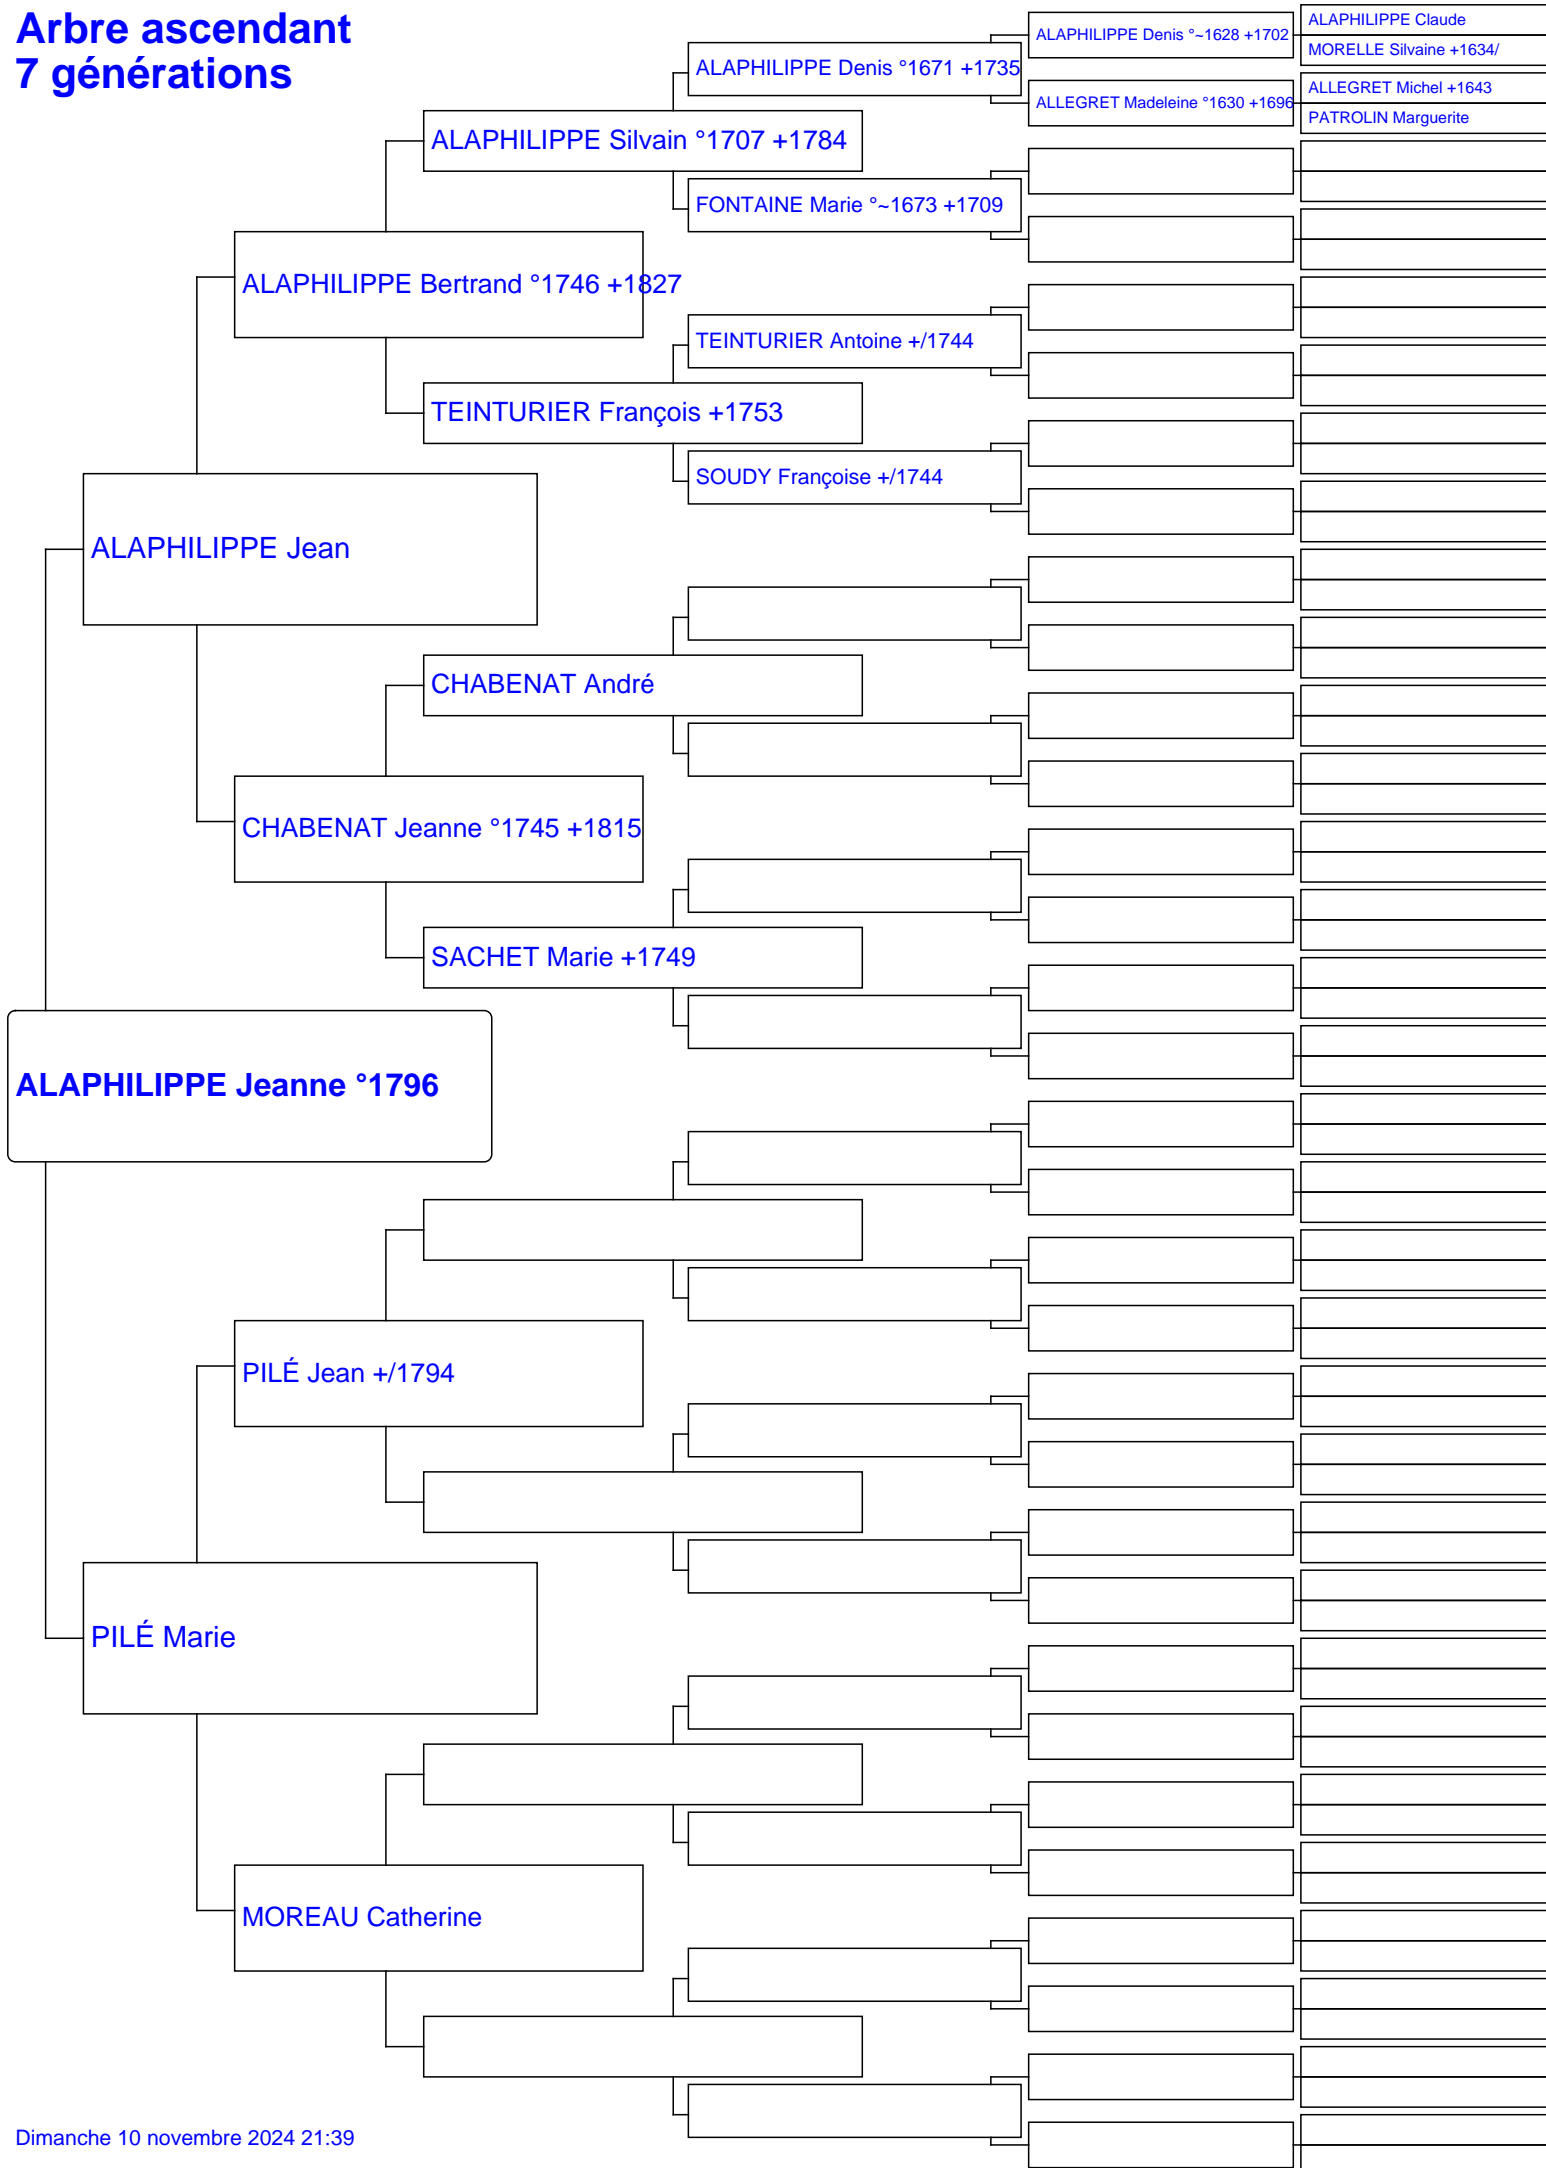 Arbre ascendant
7 générations
ALAPHILIPPE Claude
ALAPHILIPPE Denis °~1628 +1702
MORELLE Silvaine +1634/
ALAPHILIPPE Denis °1671 +1735
ALLEGRET Michel +1643
ALLEGRET Madeleine °1630 +1696
PATROLIN Marguerite
ALAPHILIPPE Silvain °1707 +1784
FONTAINE Marie °~1673 +1709
ALAPHILIPPE Bertrand °1746 +1827
TEINTURIER Antoine +/1744
TEINTURIER François +1753
SOUDY Françoise +/1744
ALAPHILIPPE Jean
CHABENAT André
CHABENAT Jeanne °1745 +1815
SACHET Marie +1749
ALAPHILIPPE Jeanne °1796
PILÉ Jean +/1794
PILÉ Marie
MOREAU Catherine
Dimanche 10 novembre 2024 21:39